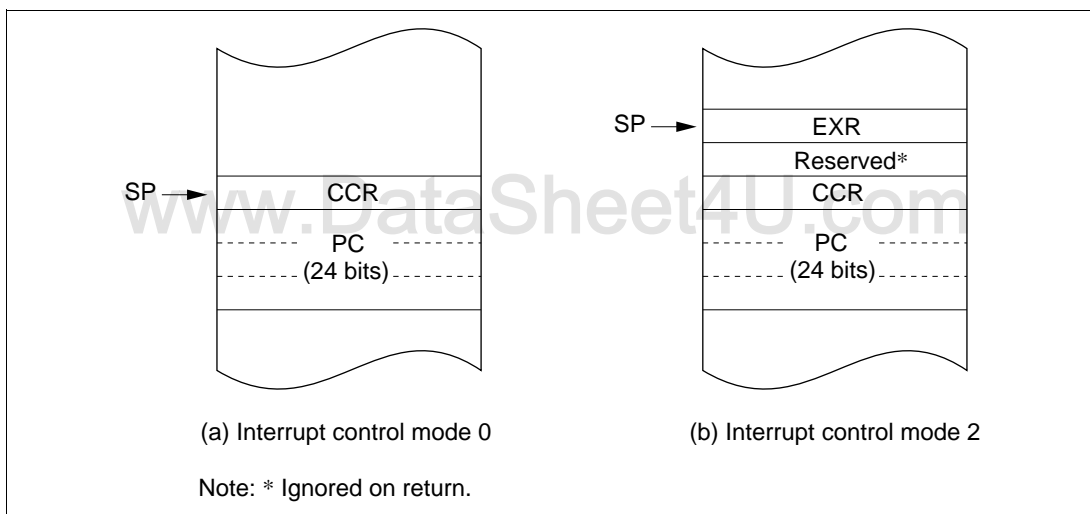 SP
CCR
PC
(24 bits)
(a) Interrupt control mode 0
SP
EXR
Reserved*
CCR
PC
(24 bits)
(b) Interrupt control mode 2
Note: * Ignored on return.
www.DataSheet4U.com